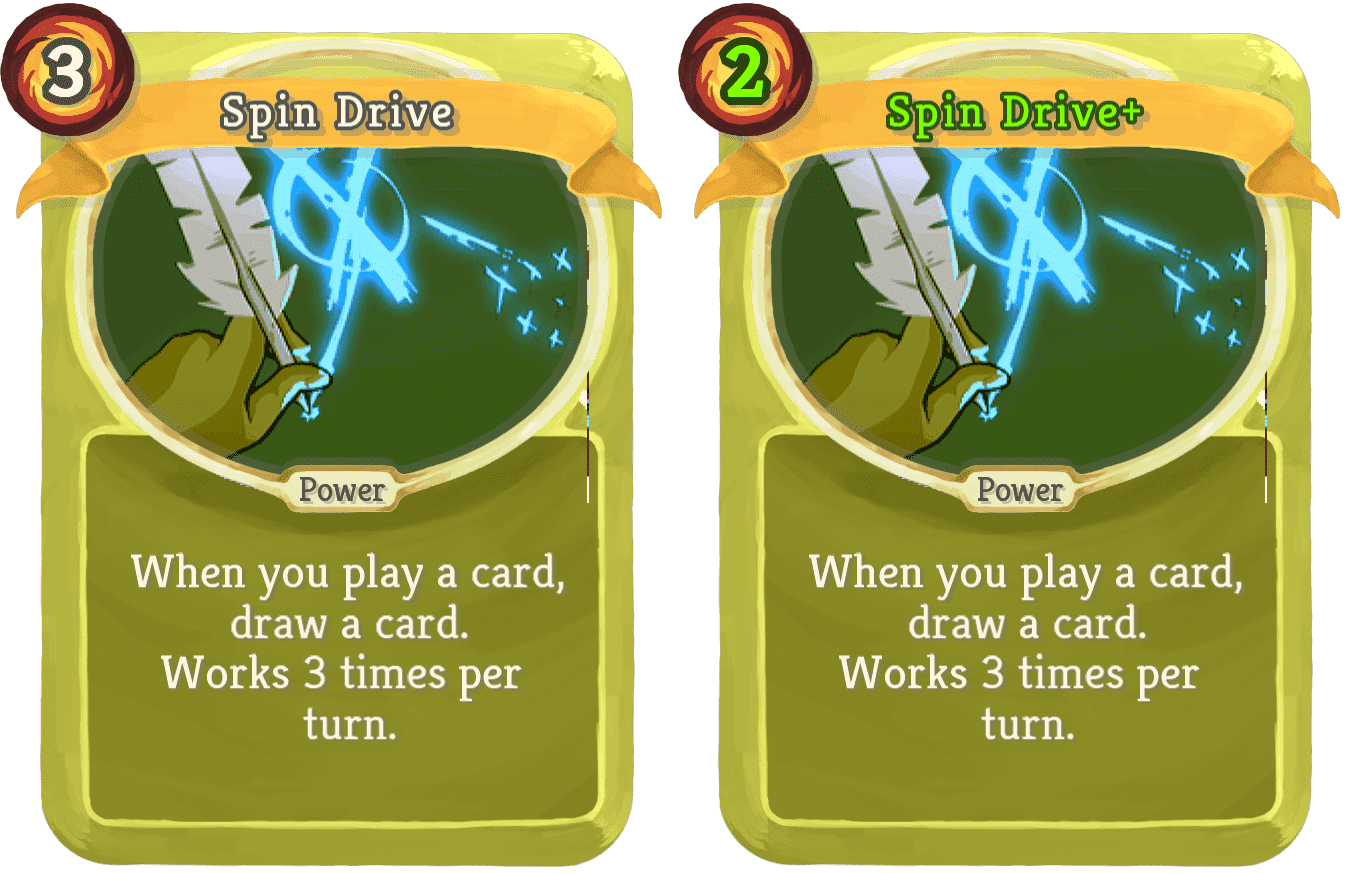 3
Spin Drive
Power
When you play a card,
draw a card.
Works 3 times per
turn.
2
Spin Drive+
Power
When you play a card,
draw a card.
Works 3 times per
turn.